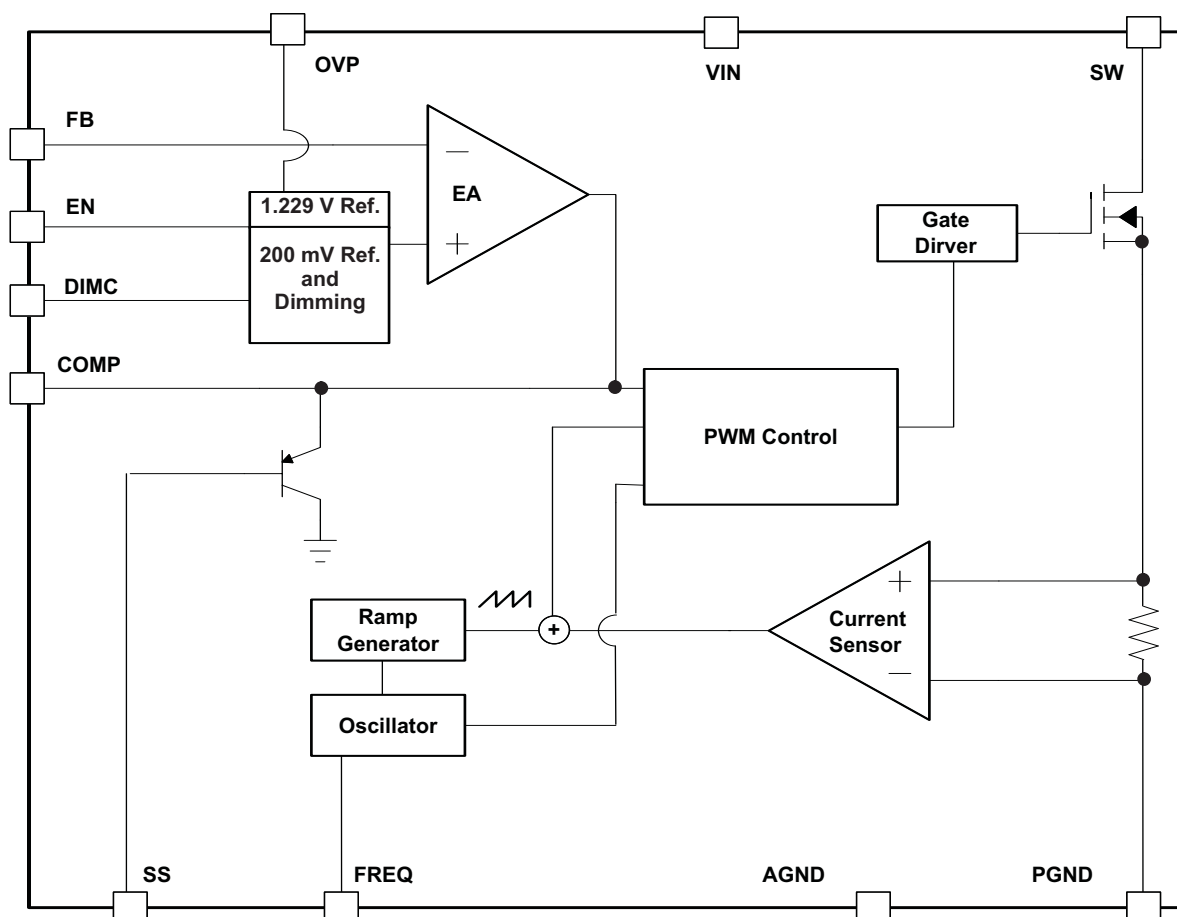 OVP
VIN
SW
FB
EA
EN
1.229 V Ref.
200 mV Ref.
and
Dimming
Gate
Dirver
DIMC
COMP
PWM Control
Ramp
Generator
+
Current
Sensor
Oscillator
SS
FREQ
AGND
PGND